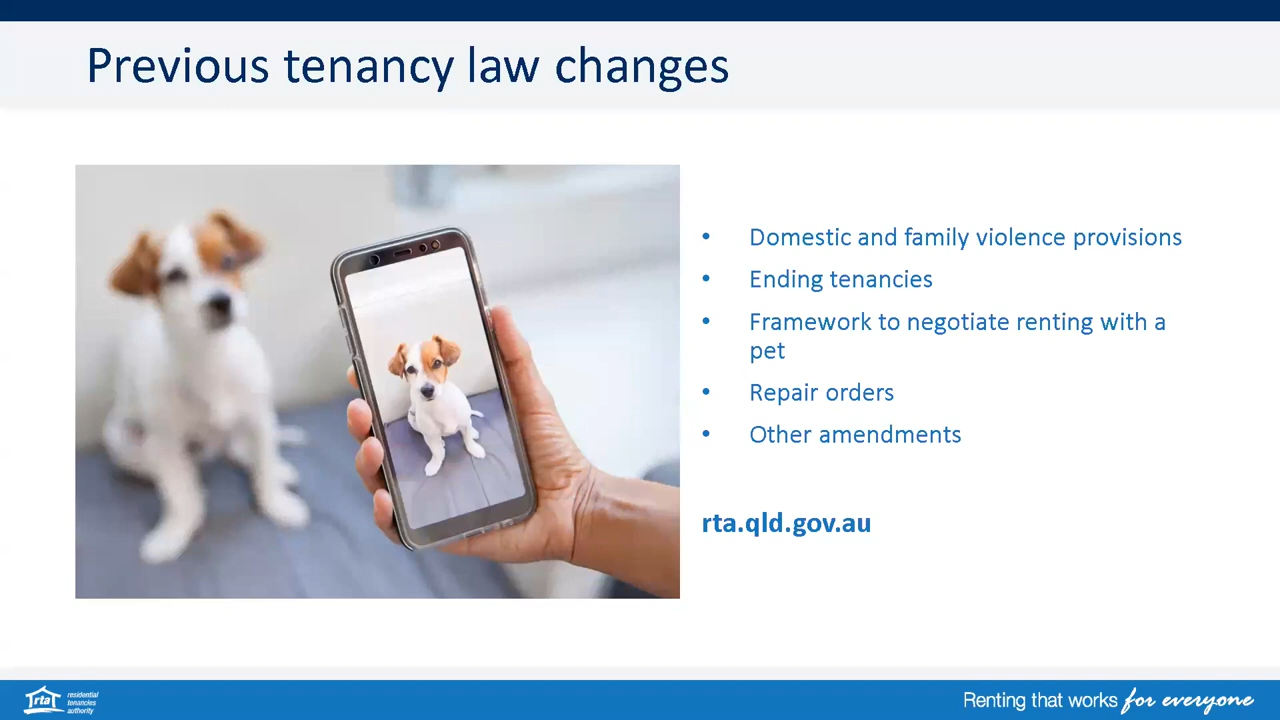 Previous tenancy law changes
• Domestic and family violence provisions
• Ending tenancies
• Framework to negotiate renting with a
pet
• Repair orders
• Other amendments
rta.qld.gov.au
rta
residential
tenancies
authority
Renting that works for everyone